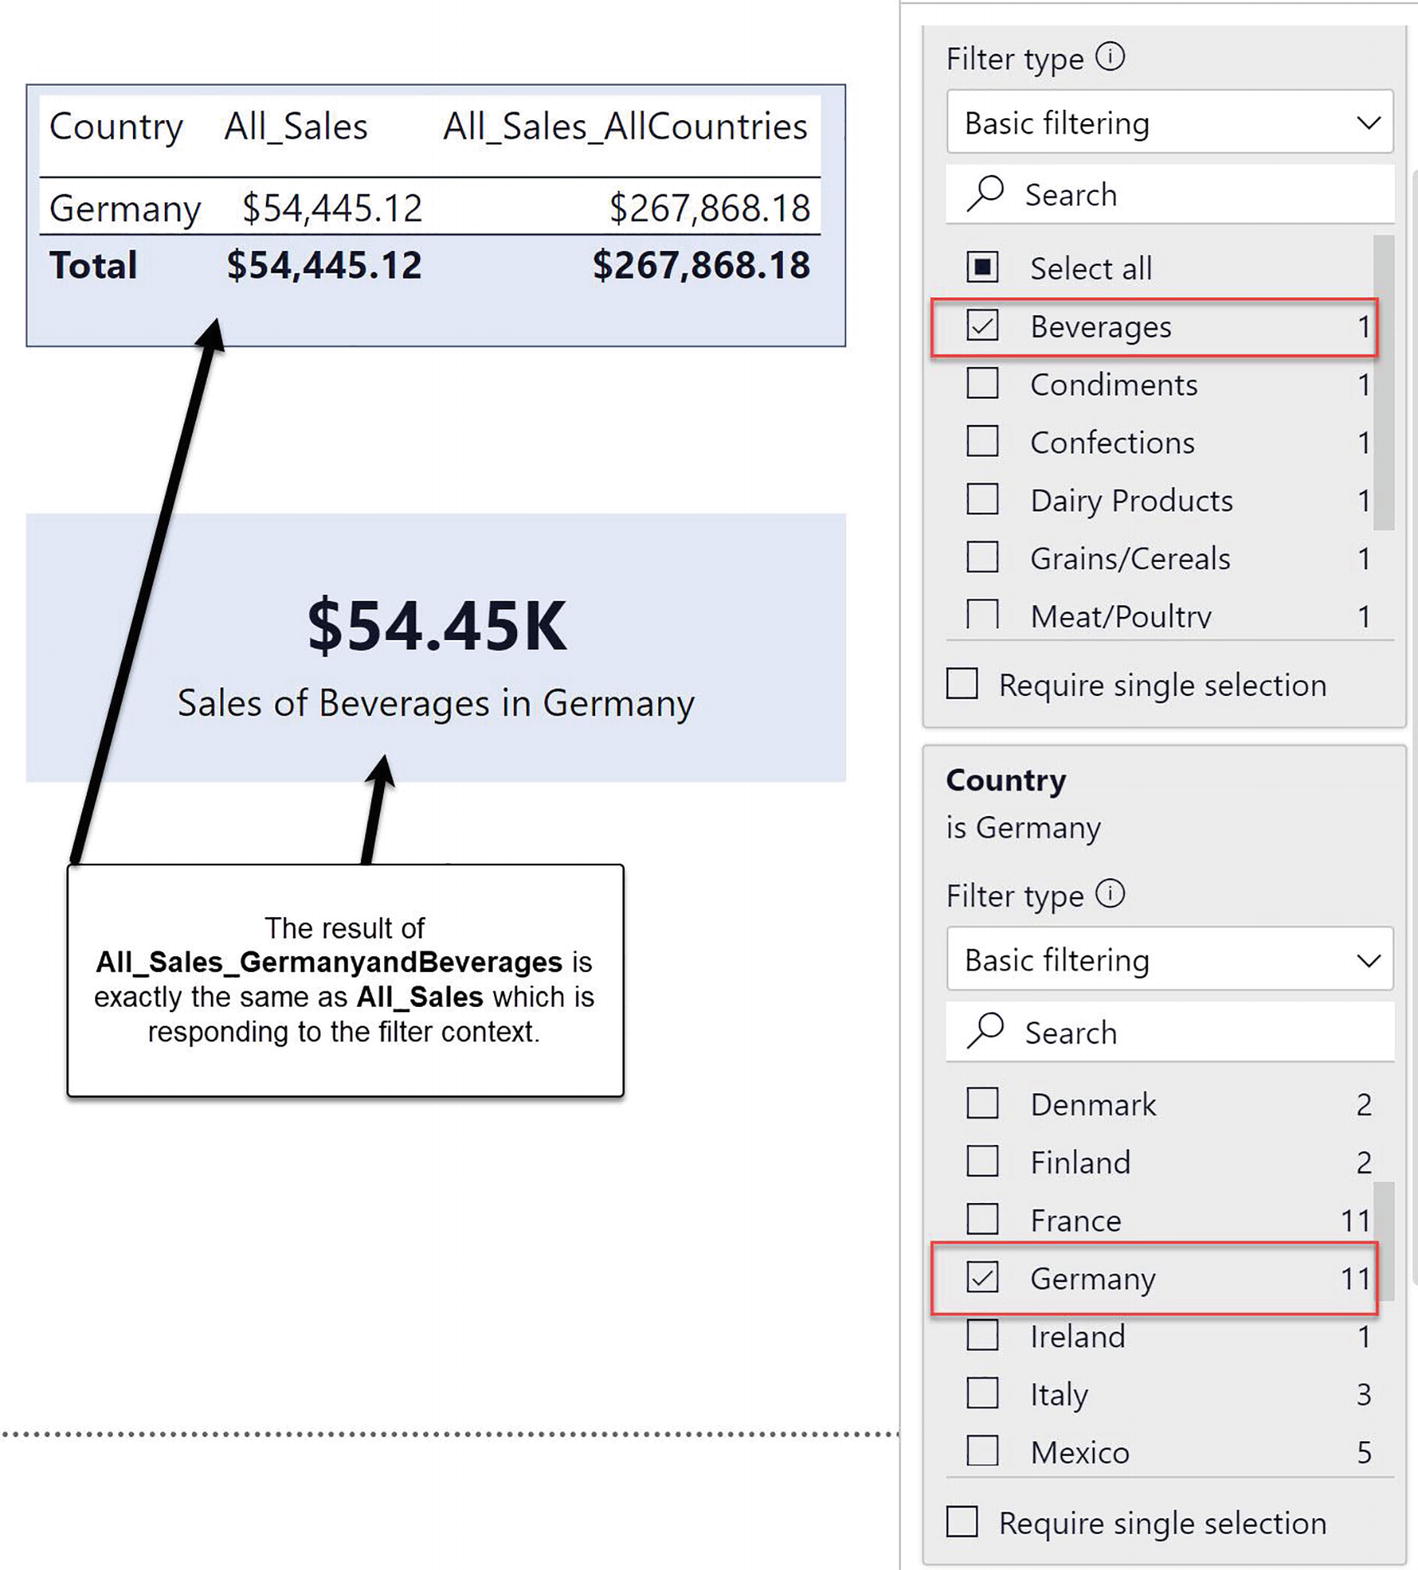 Country All_Sales All_Sales_AllCountries
Germany $54,445.12 $267,868.18
Total $54,445.12 $267,868.18
$54.45K
Sales of Beverages in Germany
The result of
All_Sales_GermanyandBeverages is
exactly the same as All_Sales which is
responding to the filter context.
Filter type
Basic filtering
Search
Select all
Beverages 1
Condiments 1
Confections 1
Dairy Products 1
Grains/Cereals 1
Meat/Poultry 1
Require single selection
Country
is Germany
Filter type
Basic filtering
Search
Denmark 2
Finland 2
France 11
Germany 11
Ireland 1
Italy 3
Mexico 5
Require single selection